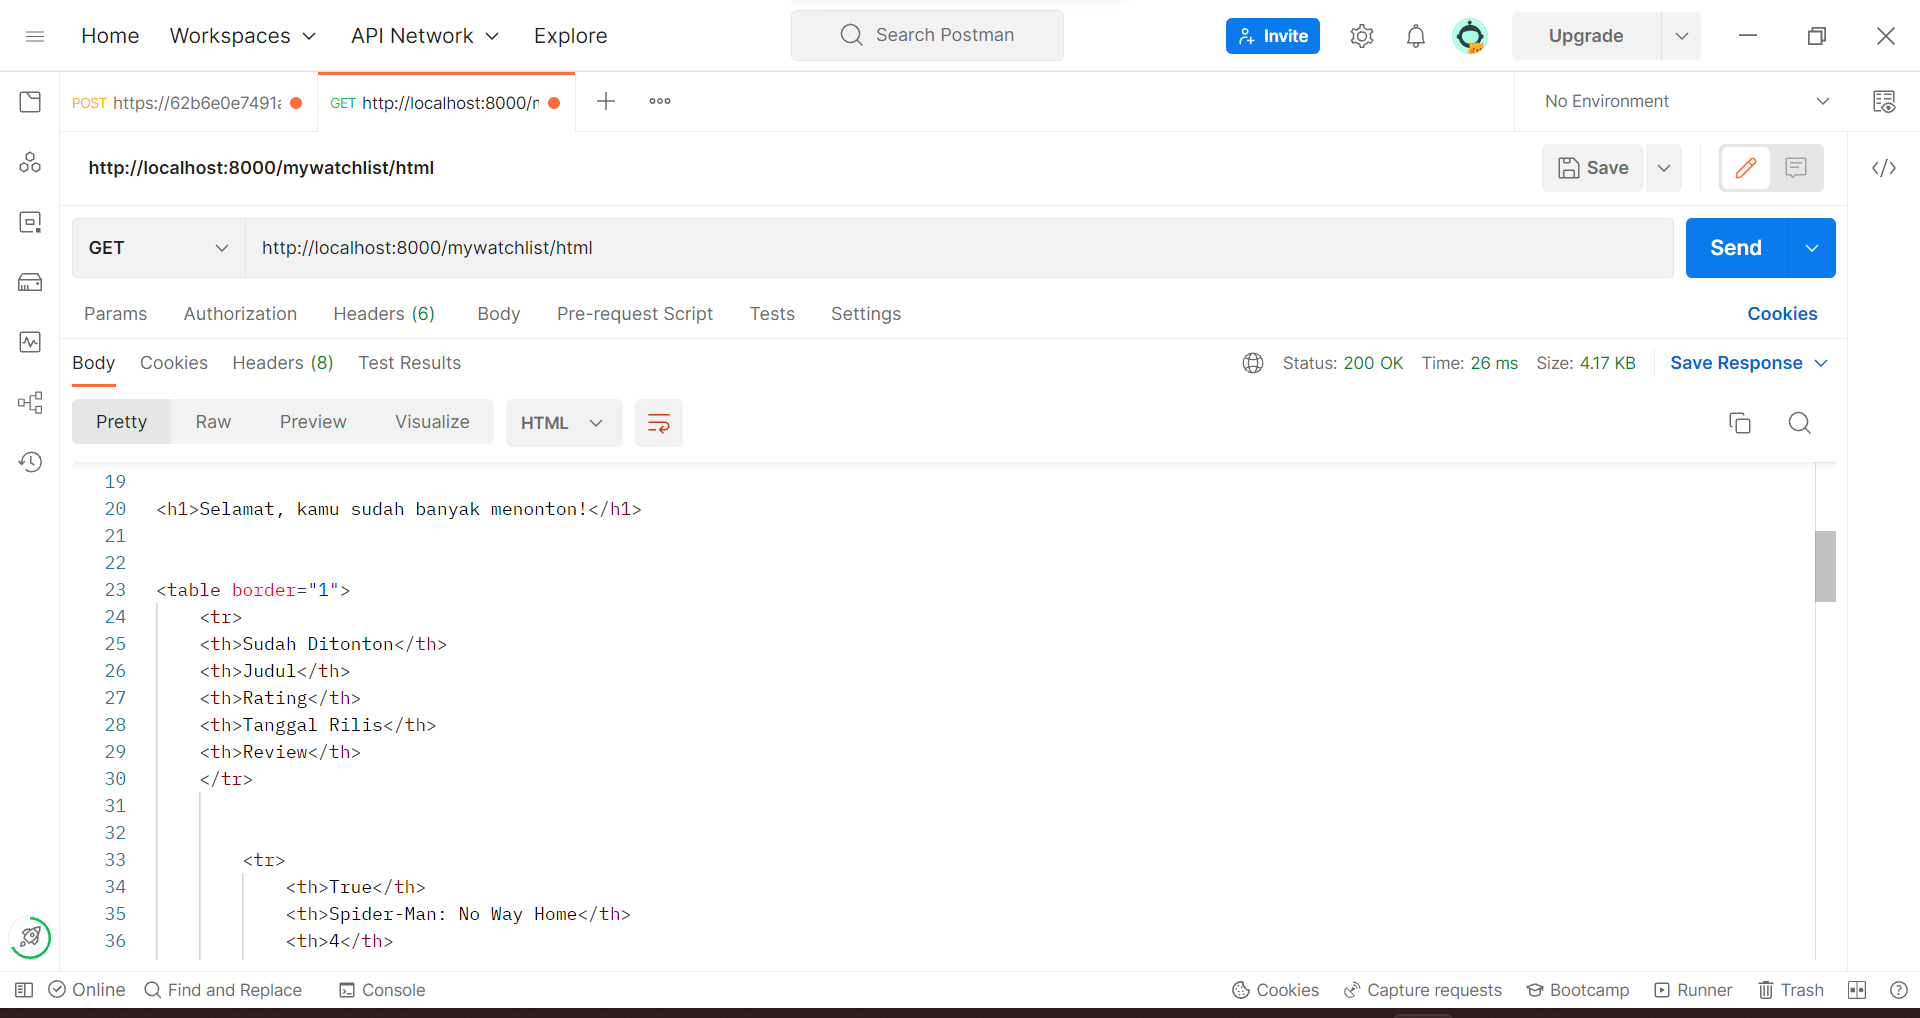 Home Workspaces API Network Explore Search Postman Invite Upgrade
POST https://62b6e0e7491a GET http://localhost:8000/m No Environment
http://localhost:8000/mywatchlist/html Save
GET http://localhost:8000/mywatchlist/html Send
Params Authorization Headers (6) Body Pre-request Script Tests Settings Cookies
Body Cookies Headers (8) Test Results Status: 200 OK Time: 26 ms Size: 4.17 KB Save Response
Pretty Raw Preview Visualize HTML
19
20 <h1>Selamat, kamu sudah banyak menonton!</h1>
21
22
23 <table border="1">
24 <tr>
25 <th>Sudah Ditonton</th>
26 <th>Judul</th>
27 <th>Rating</th>
28 <th>Tanggal Rilis</th>
29 <th>Review</th>
30 </tr>
31
32
33 <tr>
34 <th>True</th>
35 <th>Spider-Man: No Way Home</th>
36 <th>4</th>
Online Find and Replace Console Cookies Capture requests Bootcamp Runner Trash